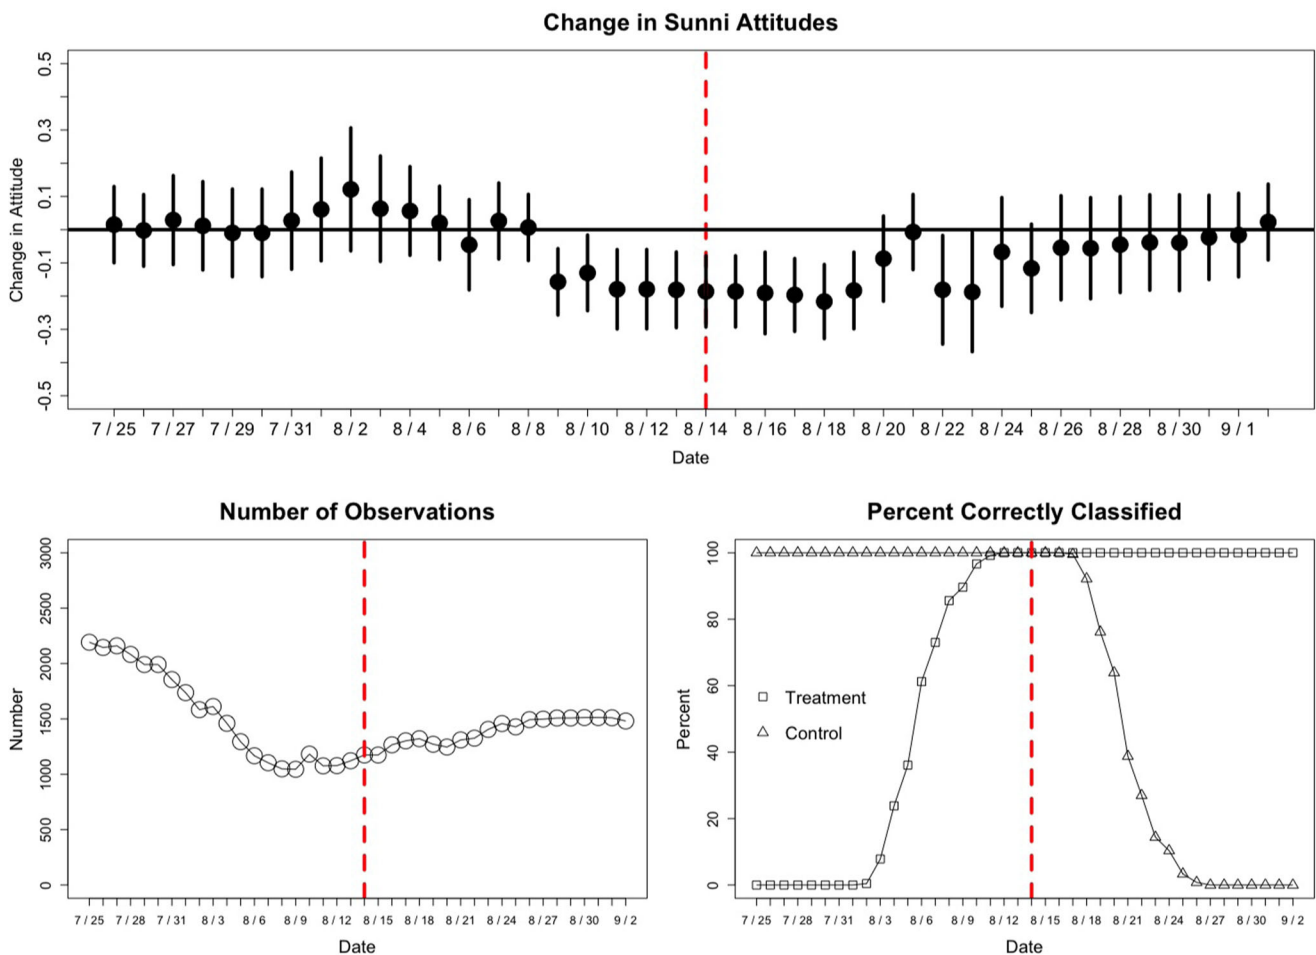 Change in Sunni Attitudes
Change in Attitude
0.5
0.3
0.1
-0.1
-0.3
-0.5
7 / 25 7 / 27 7 / 29 7 / 31 8 / 2 8 / 4 8 / 6 8 / 8 8 / 10 8 / 12 8 / 14 8 / 16 8 / 18 8 / 20 8 / 22 8 / 24 8 / 26 8 / 28 8 / 30 9 / 1
Date
Number of Observations
Number
3000
2500
2000
1500
1000
500
0
7 / 25 7 / 28 7 / 31 8 / 3 8 / 6 8 / 9 8 / 12 8 / 15 8 / 18 8 / 21 8 / 24 8 / 27 8 / 30 9 / 2
Date
Percent Correctly Classified
Percent
100
80
60
40
20
0
Treatment
Control
7 / 25 7 / 28 7 / 31 8 / 3 8 / 6 8 / 9 8 / 12 8 / 15 8 / 18 8 / 21 8 / 24 8 / 27 8 / 30 9 / 2
Date